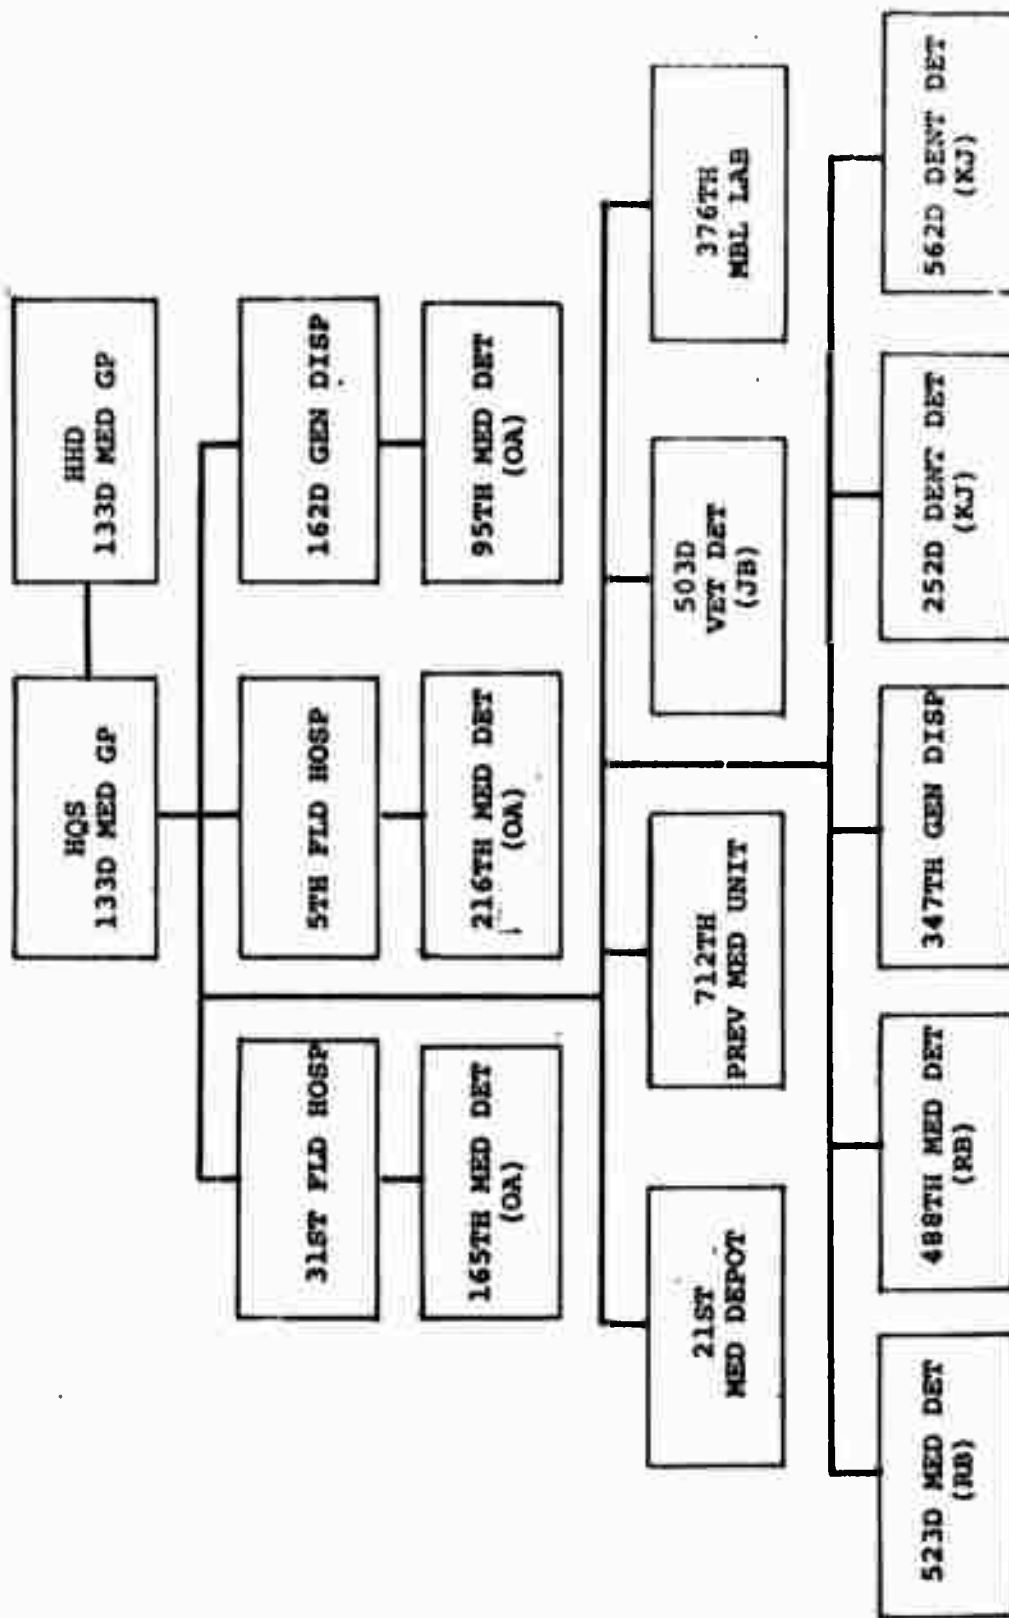 HQS
133D MED GP
HHD
133D MED GP
31ST FLD HOSP
5TH FLD HOSP
162D GEN DISP
165TH MED DET
(OA)
216TH MED DET
(OA)
95TH MED DET
(OA)
21ST
MED DEPOT
712TH
PREV MED UNIT
503D
VET DET
(JB)
376TH
MBL LAB
523D MED DET
(RB)
488TH MED DET
(RB)
347TH GEN DISP
252D DENT DET
(KJ)
562D DENT DET
(KJ)